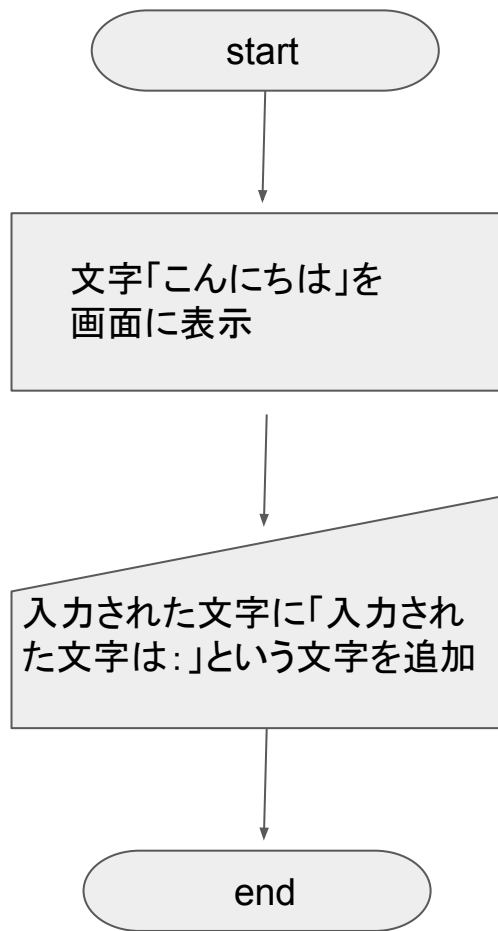 start
文字「こんにちは」を
画面に表示
入力された文字に「入力され
た文字は：」という文字を追加
end